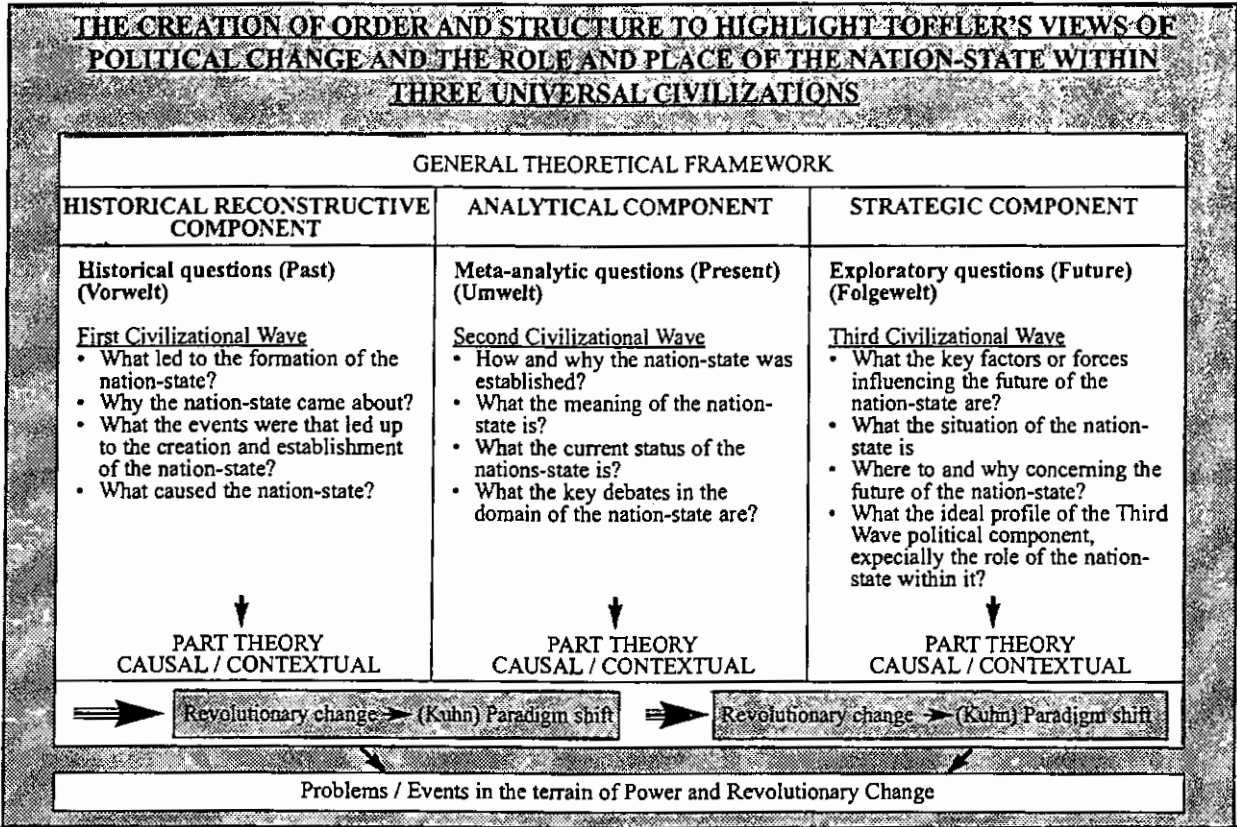 THE CREATION OF ORDER AND STRUCTURE TO HIGHLIGHT TOFFLER'S VIEWS OF
POLITICAL CHANGE AND THE ROLE AND PLACE OF THE NATION-STATE WITHIN
THREE UNIVERSAL CIVILIZATIONS
GENERAL THEORETICAL FRAMEWORK
HISTORICAL RECONSTRUCTIVE
COMPONENT
Historical questions (Past)
(Vorwelt)
First Civilizational Wave
• What led to the formation of the
nation-state?
• Why the nation-state came about?
• What the events were that led up
to the creation and establishment
of the nation-state?
• What caused the nation-state?
PART THEORY
CAUSAL / CONTEXTUAL
ANALYTICAL COMPONENT
Meta-analytic questions (Present)
(Umwelt)
Second Civilizational Wave
• How and why the nation-state was
established?
• What the meaning of the nation-
state is?
• What the current status of the
nations-state is?
• What the key debates in the
domain of the nation-state are?
PART THEORY
CAUSAL / CONTEXTUAL
STRATEGIC COMPONENT
Exploratory questions (Future)
(Folgewelt)
Third Civilizational Wave
• What the key factors or forces
influencing the future of the
nation-state are?
• What the situation of the nation-
state is
• Where to and why concerning the
future of the nation-state?
• What the ideal profile of the Third
Wave political component,
expecially the role of the nation-
state within it?
PART THEORY
CAUSAL / CONTEXTUAL
Revolutionary change (Kuhn) Paradigm shift
Revolutionary change (Kuhn) Paradigm shift
Problems / Events in the terrain of Power and Revolutionary Change